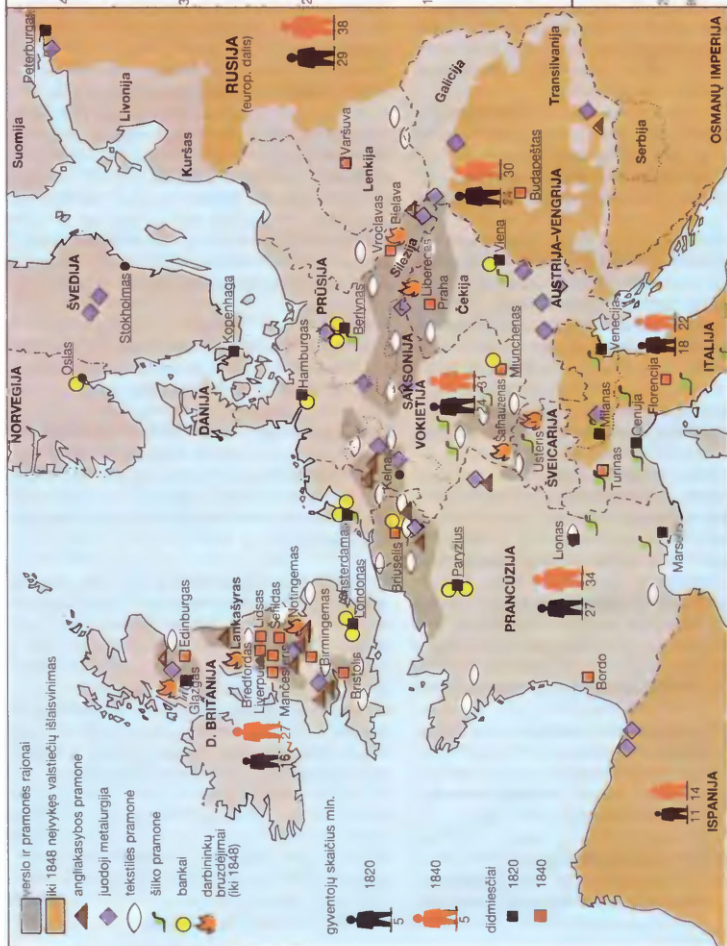 verslo ir pramonės rajonai
iki 1848 neįvykęs valstiečių išlaisvinimas
angliakasybos pramonė
juodoji metalurgija
tekstilės pramonė
šilko pramonė
bankai
darbininkų
bruzdėjimai
(iki 1848)
gyventojų skaičius mln.
5
1820
5
1840
didmiesčiai
1820
1840
NORVEGIJA
Oslas
ŠVEDIJA
Stokholmas
Suomija
Peterburgas
Livonija
Kuršas
RUSIJA
(europ. dalis)
29
38
DANIJA
Kopenhaga
Glazgas
Edinburgas
D. BRITANIJA
16
27
Lankašyras
Bredfordas
Lidsas
Liverpulis
Šefildas
Mančesteris
Notingemas
Birmingemas
Bristolis
Londonas
Amsterdamas
Hamburgas
PRŪSIJA
Berlynas
Lenkija
Varšuva
Vroclavas
Bielava
Silezija
Liberecas
Praha
Čekija
SAKSONIJA
VOKIETIJA
24
31
Kelnas
Briuselis
Paryžius
PRANCŪZIJA
27
34
Lionas
Marselis
Bordo
ISPANIJA
11
14
Šafhauzenas
Miunchenas
Usteris
ŠVEICARIJA
Viena
AUSTRIJA-VENGRIJA
24
30
Budapeštas
Galicija
Transilvanija
Serbija
OSMANŲ IMPERIJA
Turinas
Milanas
Venecija
Genuja
Florencija
ITALIJA
18
22